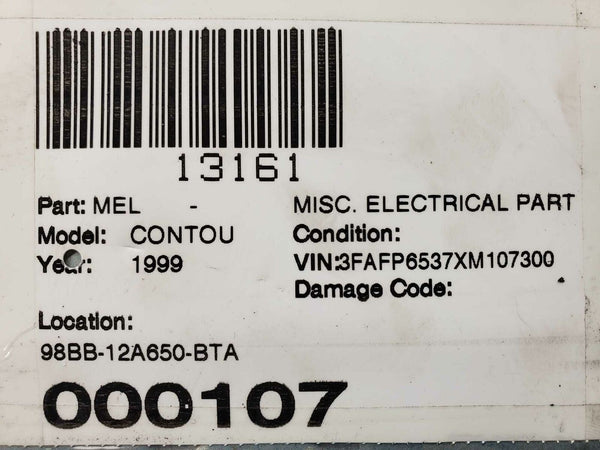 13161
Part: MEL - MISC. ELECTRICAL PART
Model: CONTOU Condition:
Year: 1999 VIN:3FAFP6537XM107300
Damage Code:
Location:
98BB-12A650-BTA
000107